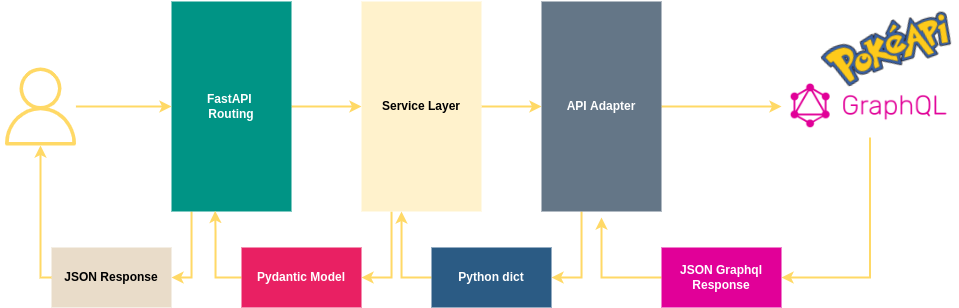 PokéApi
FastAPI
Routing
Service Layer
API Adapter
GraphQL
JSON Response
Pydantic Model
Python dict
JSON Graphql
Response